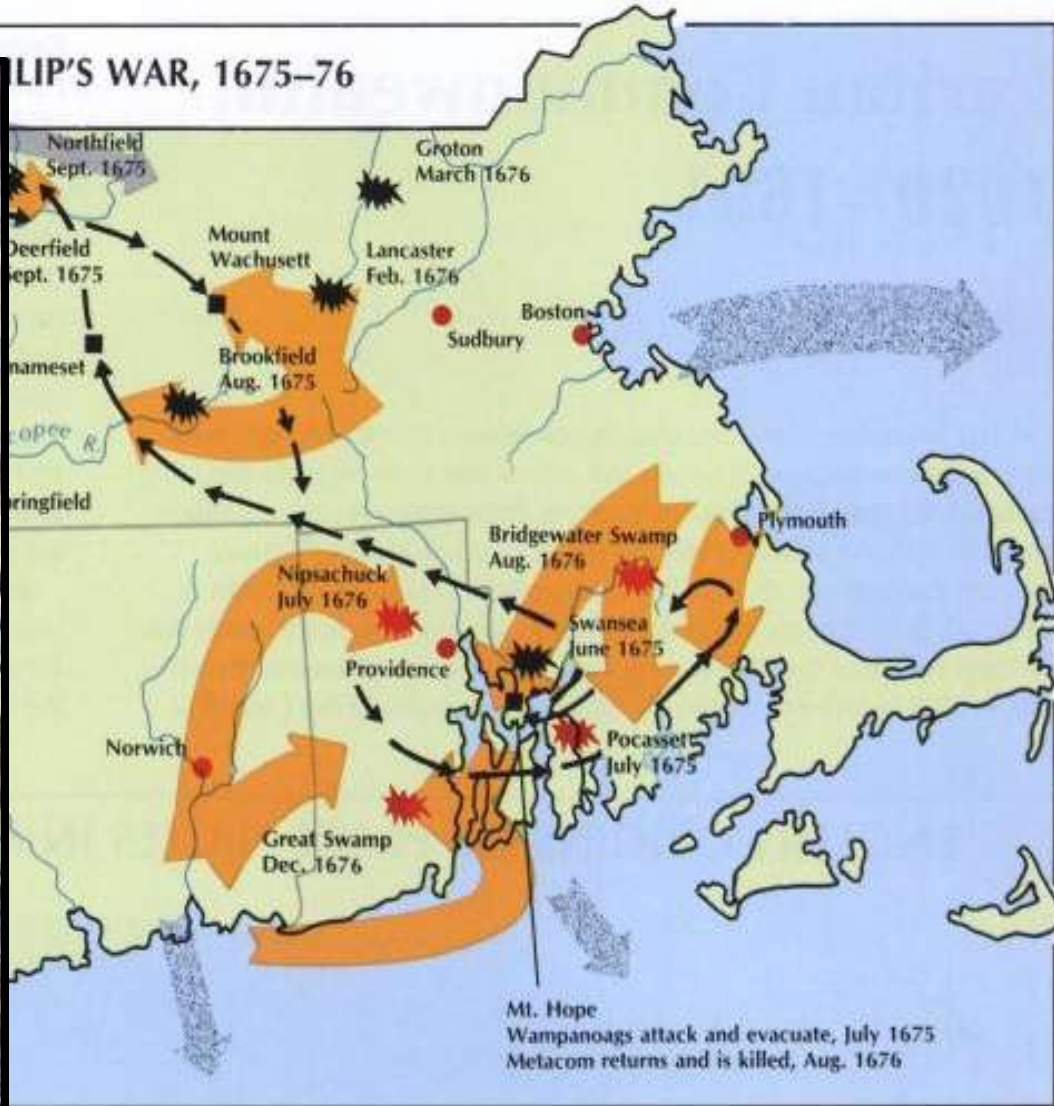 ILIP'S WAR, 1675–76
Northfield
Sept. 1675
Groton
March 1676
Deerfield
Sept. 1675
Mount
Wachusett
Lancaster
Feb. 1676
Boston
Sudbury
nameset
Brookfield
Aug. 1675
copee R.
pringfield
Plymouth
Bridgewater Swamp
Aug. 1676
Nipsachuck
July 1676
Swansea
June 1675
Providence
Norwich
Pocasset
July 1675
Great Swamp
Dec. 1676
Mt. Hope
Wampanoags attack and evacuate, July 1675
Metacom returns and is killed, Aug. 1676